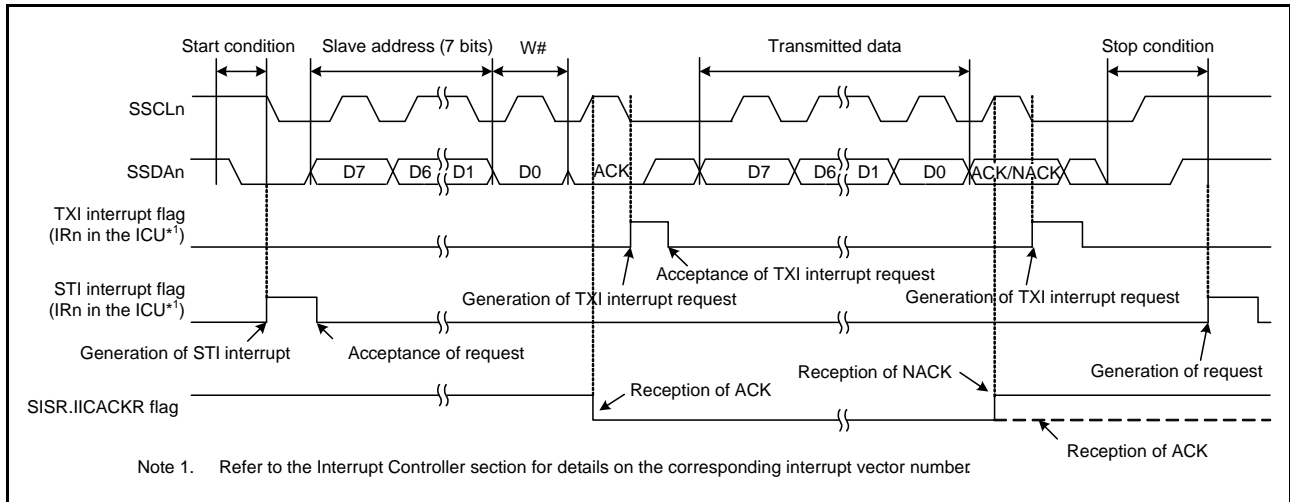 Start condition
Slave address (7 bits)
W#
Transmitted data
Stop condition
SSCLn
SSDAn
D7
D6
D1
D0
ACK
D7
D6
D1
D0
ACK/NACK
TXI interrupt flag
(IRn in the ICU*1)
Acceptance of TXI interrupt request
Generation of TXI interrupt request
Generation of TXI interrupt request
STI interrupt flag
(IRn in the ICU*1)
Generation of STI interrupt
Acceptance of request
Generation of request
Reception of ACK
Reception of NACK
SISR.IICACKR flag
Reception of ACK
Note 1. Refer to the Interrupt Controller section for details on the corresponding interrupt vector number.